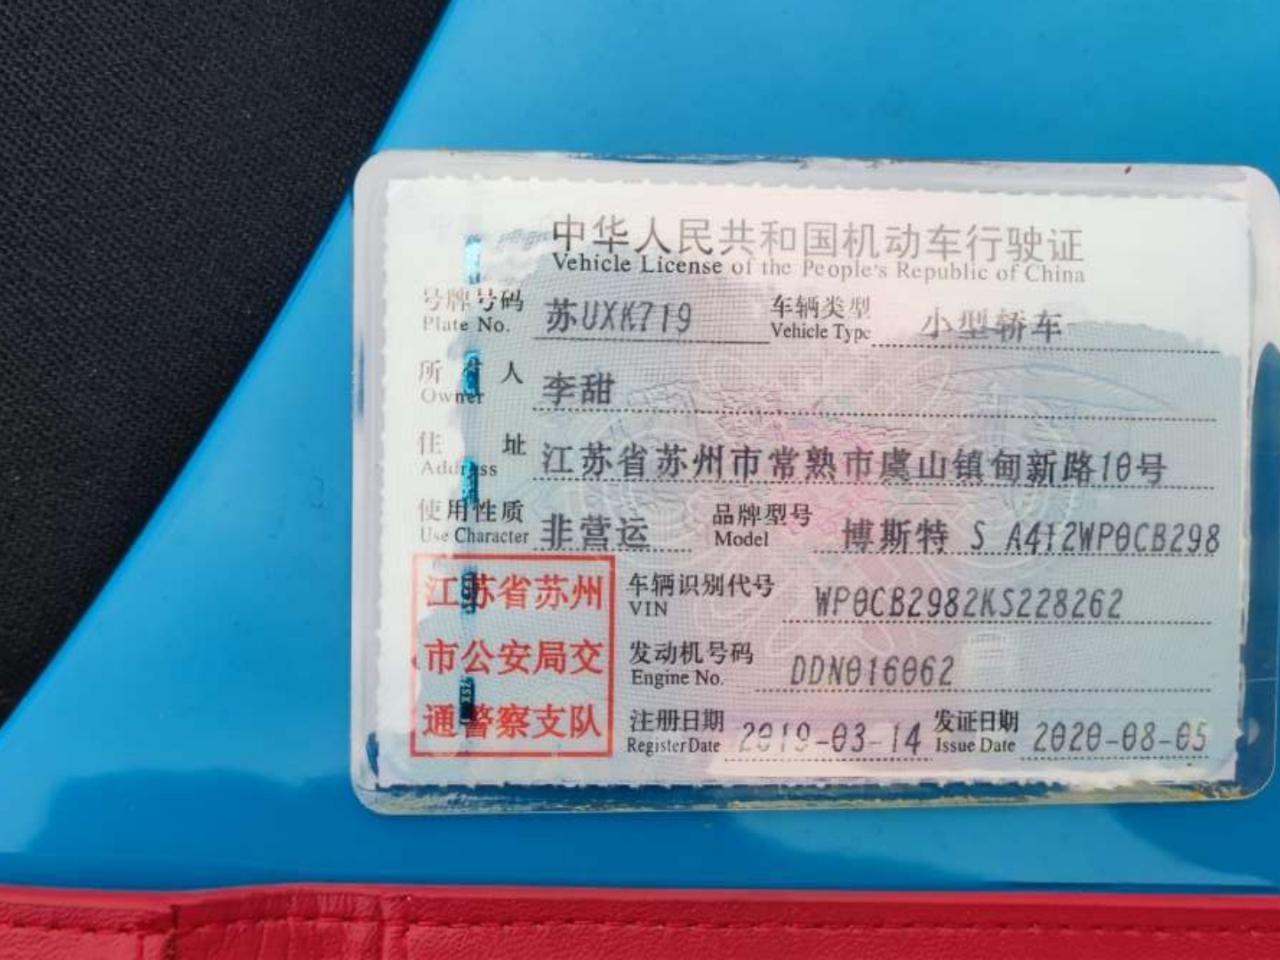 中华人民共和国机动车行驶证
Vehicle License of the People's Republic of China
号牌号码 苏UXK719 车辆类型 小型轿车
Plate No. Vehicle Type
所有人 李甜
Owner
住址 江苏省苏州市常熟市虞山镇甸新路10号
Address
使用性质 非营运 品牌型号 博斯特 S A412WP0CB298
Use Character Model
江苏省苏州 车辆识别代号 WP0CB2982KS228262
VIN
市公安局交 发动机号码 DDN016062
Engine No.
通警察支队 注册日期 2019-03-14 发证日期 2020-08-05
Register Date Issue Date